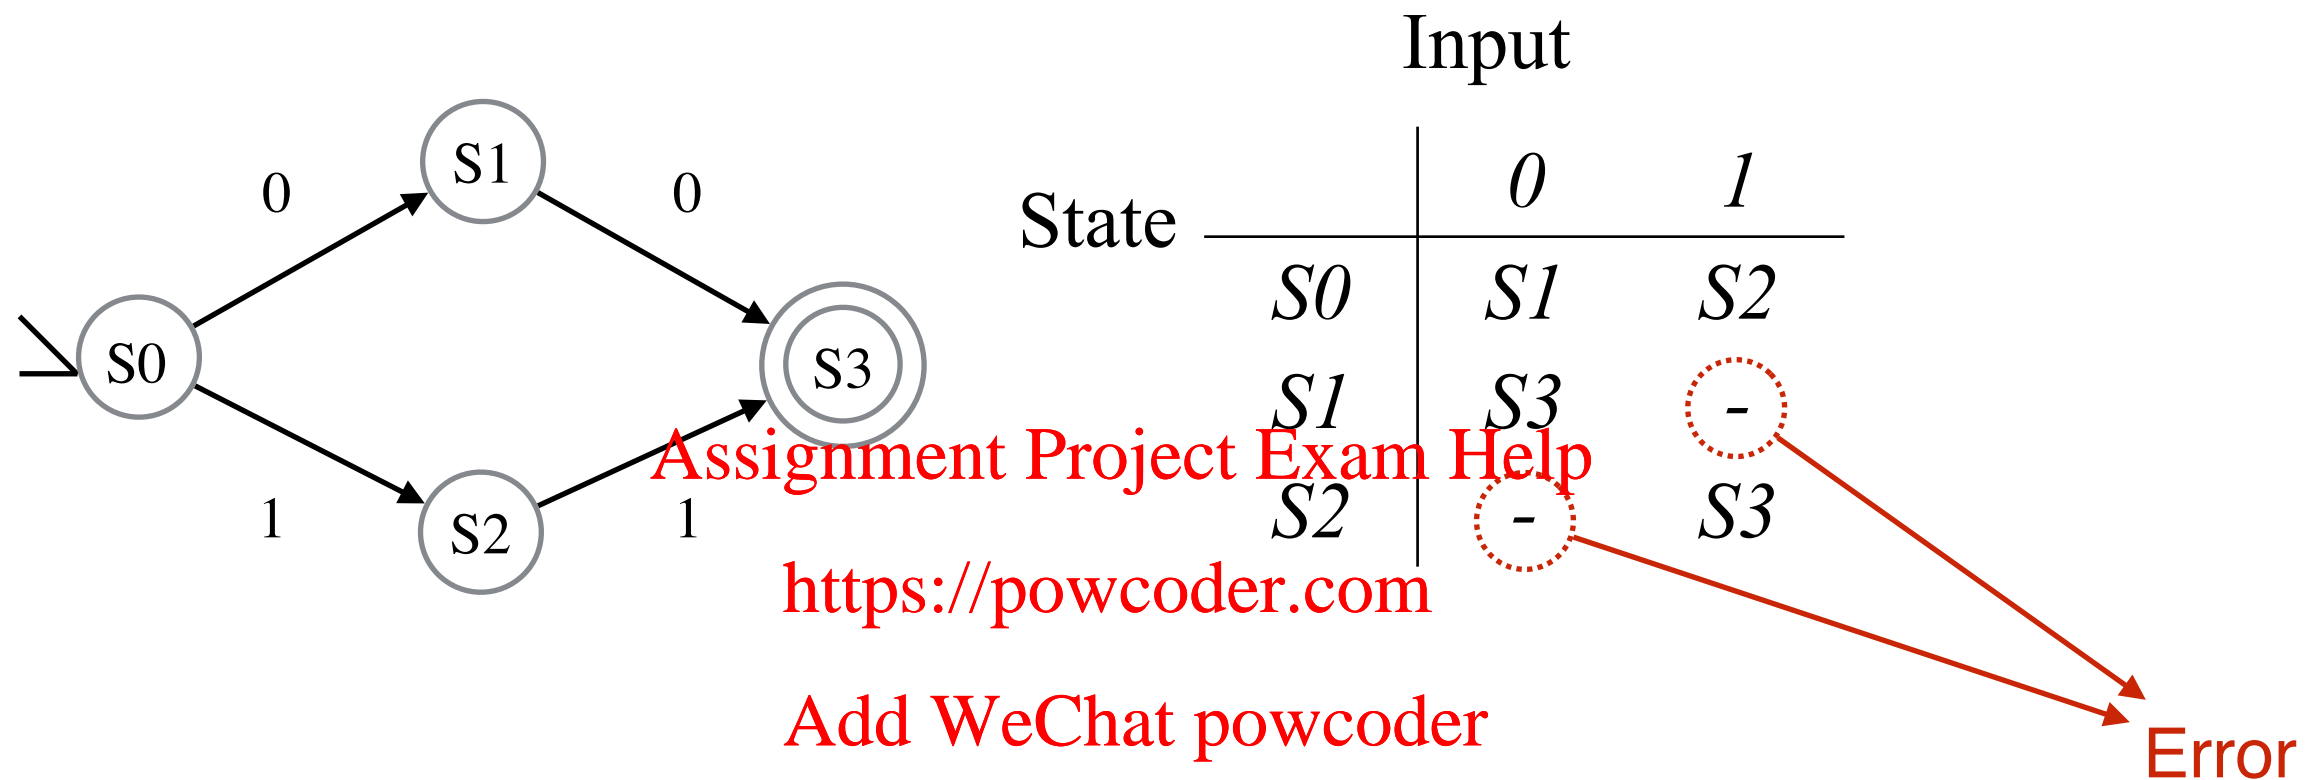 Input
State 0 1
S0 S1 S2
S1 S3 -
S2 - S3
0 S1 0
S0 S3
1 S2 1
Assignment Project Exam Help
https://powcoder.com
Add WeChat powcoder
Error